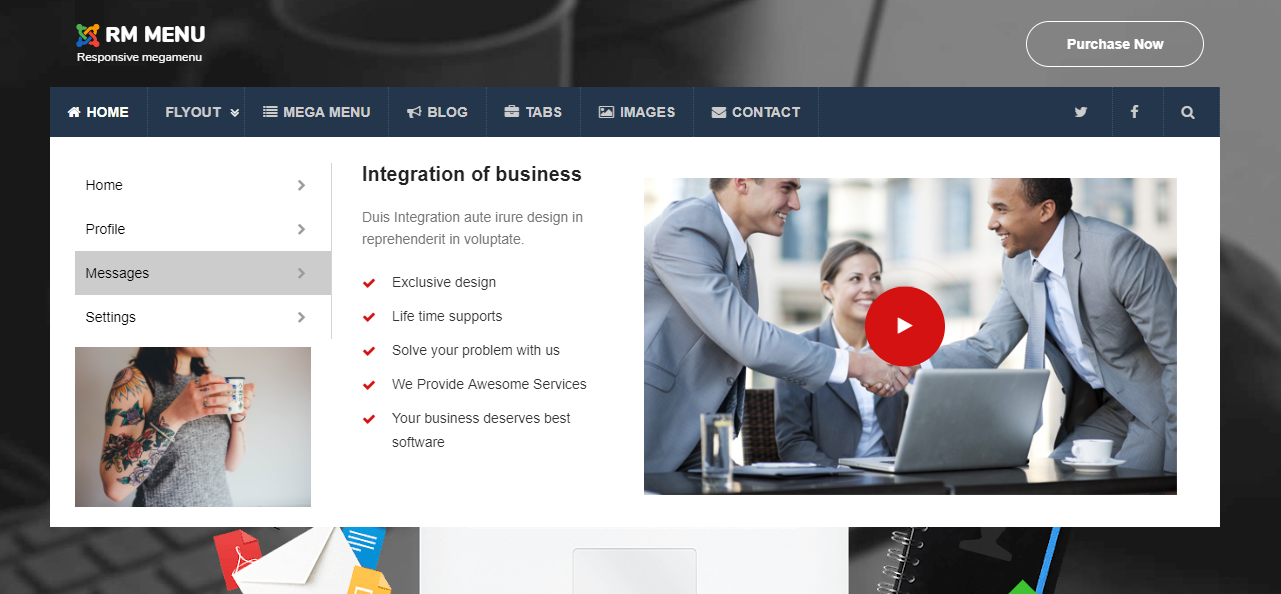 RM MENU
Responsive megamenu
Purchase Now
HOME FLYOUT MEGA MENU BLOG TABS IMAGES CONTACT
Home
Profile
Messages
Settings
Integration of business
Duis Integration aute irure design in
reprehenderit in voluptate.
Exclusive design
Life time supports
Solve your problem with us
We Provide Awesome Services
Your business deserves best
software